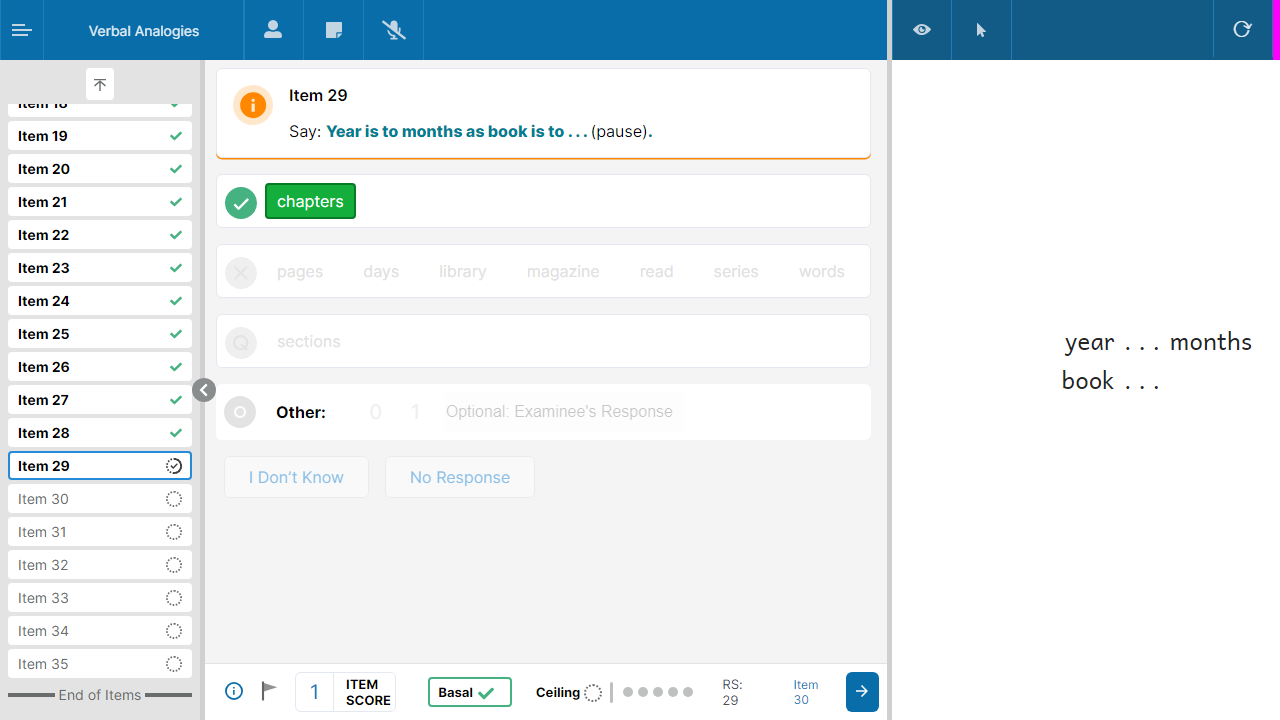 Verbal Analogies
Item 18
Item 19
Item 20
Item 21
Item 22
Item 23
Item 24
Item 25
Item 26
Item 27
Item 28
Item 29
Item 30
Item 31
Item 32
Item 33
Item 34
Item 35
End of Items
Item 29
Say: Year is to months as book is to . . . (pause).
chapters
pages days library magazine read series words
Q sections
Other: 0 1 Optional: Examinee's Response
I Don't Know No Response
1 ITEM SCORE
Basal
Ceiling
RS: 29
Item 30
year . . . months
book . . .